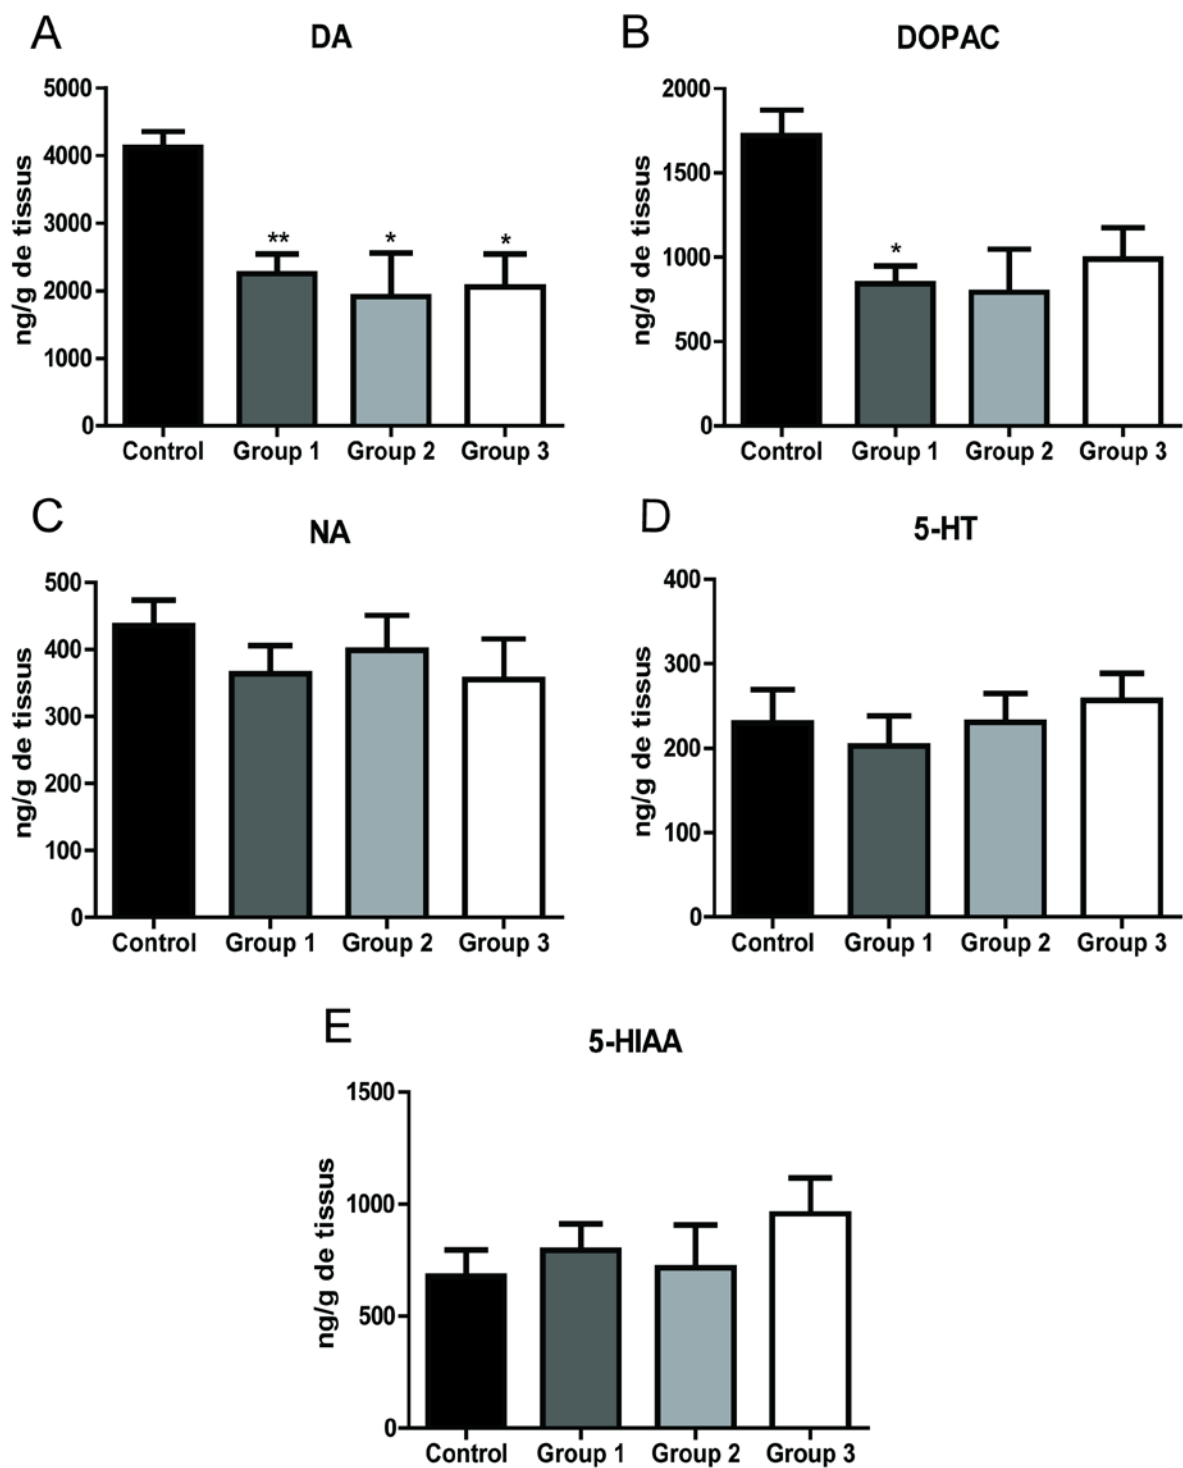 A
DA
5000
4000
3000
2000
1000
0
ng/g de tissus
**
*
*
Control Group 1 Group 2 Group 3
B
DOPAC
2000
1500
1000
500
0
ng/g de tissus
*
Control Group 1 Group 2 Group 3
C
NA
500
400
300
200
100
0
ng/g de tissus
Control Group 1 Group 2 Group 3
D
5-HT
400
300
200
100
0
ng/g de tissus
Control Group 1 Group 2 Group 3
E
5-HIAA
1500
1000
500
0
ng/g de tissus
Control Group 1 Group 2 Group 3